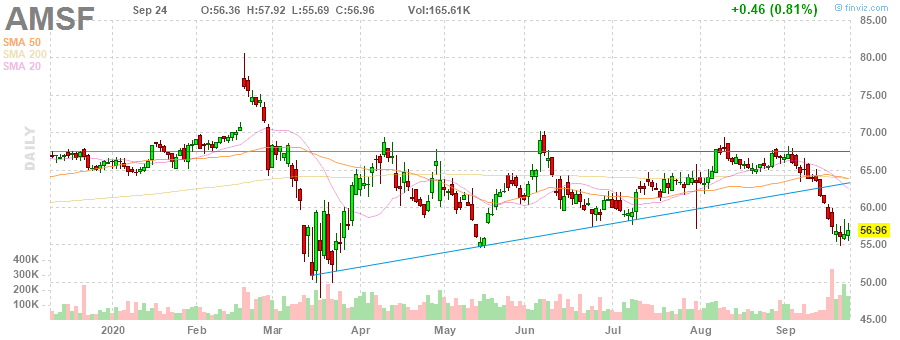 AMSF Sep 24 O:56.36 H:57.92 L:55.69 C:56.96 Vol:165.61K +0.46 (0.81%) © finviz.com
SMA 50
SMA 200
SMA 20
DAILY
85.00
80.00
75.00
70.00
65.00
60.00
56.96
55.00
50.00
45.00
400K
300K
200K
100K
2020 Feb Mar Apr May Jun Jul Aug Sep